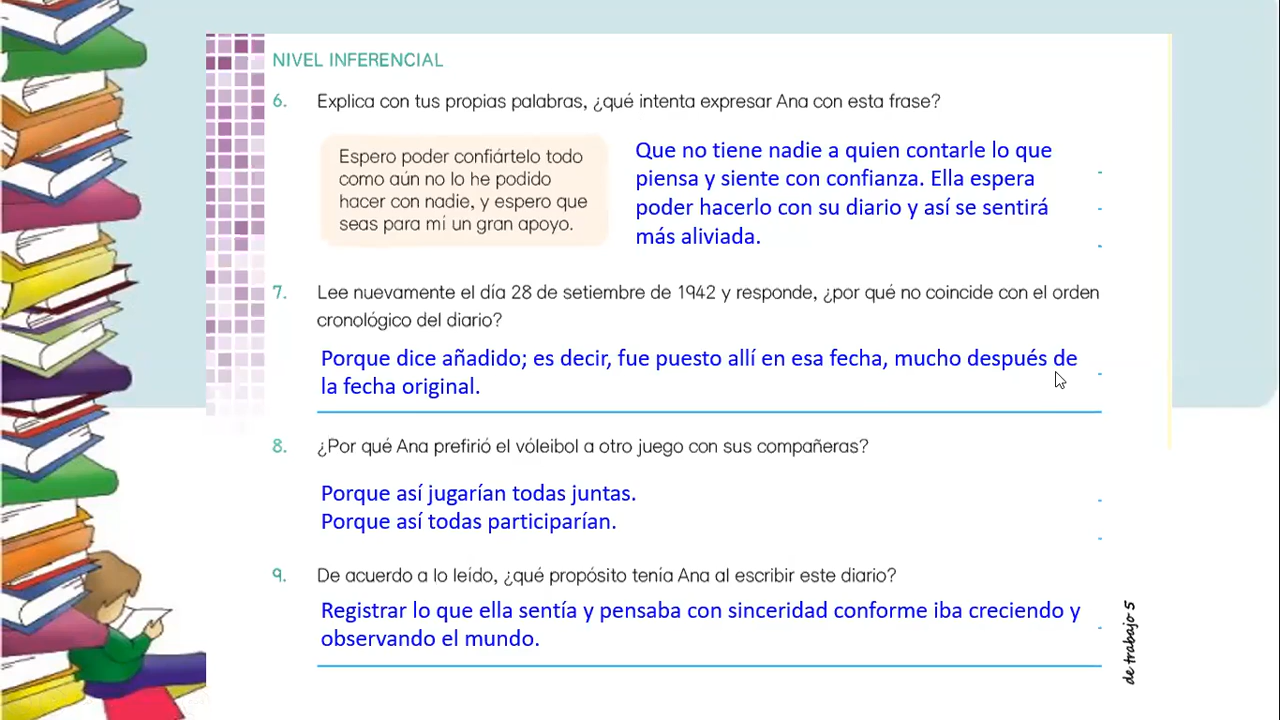 NIVEL INFERENCIAL
6. Explica con tus propias palabras, ¿qué intenta expresar Ana con esta frase?
Espero poder confiártelo todo
como aún no lo he podido
hacer con nadie, y espero que
seas para mí un gran apoyo.
Que no tiene nadie a quien contarle lo que
piensa y siente con confianza. Ella espera
poder hacerlo con su diario y así se sentirá
más aliviada.
7. Lee nuevamente el día 28 de setiembre de 1942 y responde, ¿por qué no coincide con el orden
cronológico del diario?
Porque dice añadido; es decir, fue puesto allí en esa fecha, mucho después de
la fecha original.
8. ¿Por qué Ana prefirió el vóleibol a otro juego con sus compañeras?
Porque así jugarían todas juntas.
Porque así todas participarían.
9. De acuerdo a lo leído, ¿qué propósito tenía Ana al escribir este diario?
Registrar lo que ella sentía y pensaba con sinceridad conforme iba creciendo y
observando el mundo.
de trabajo 5